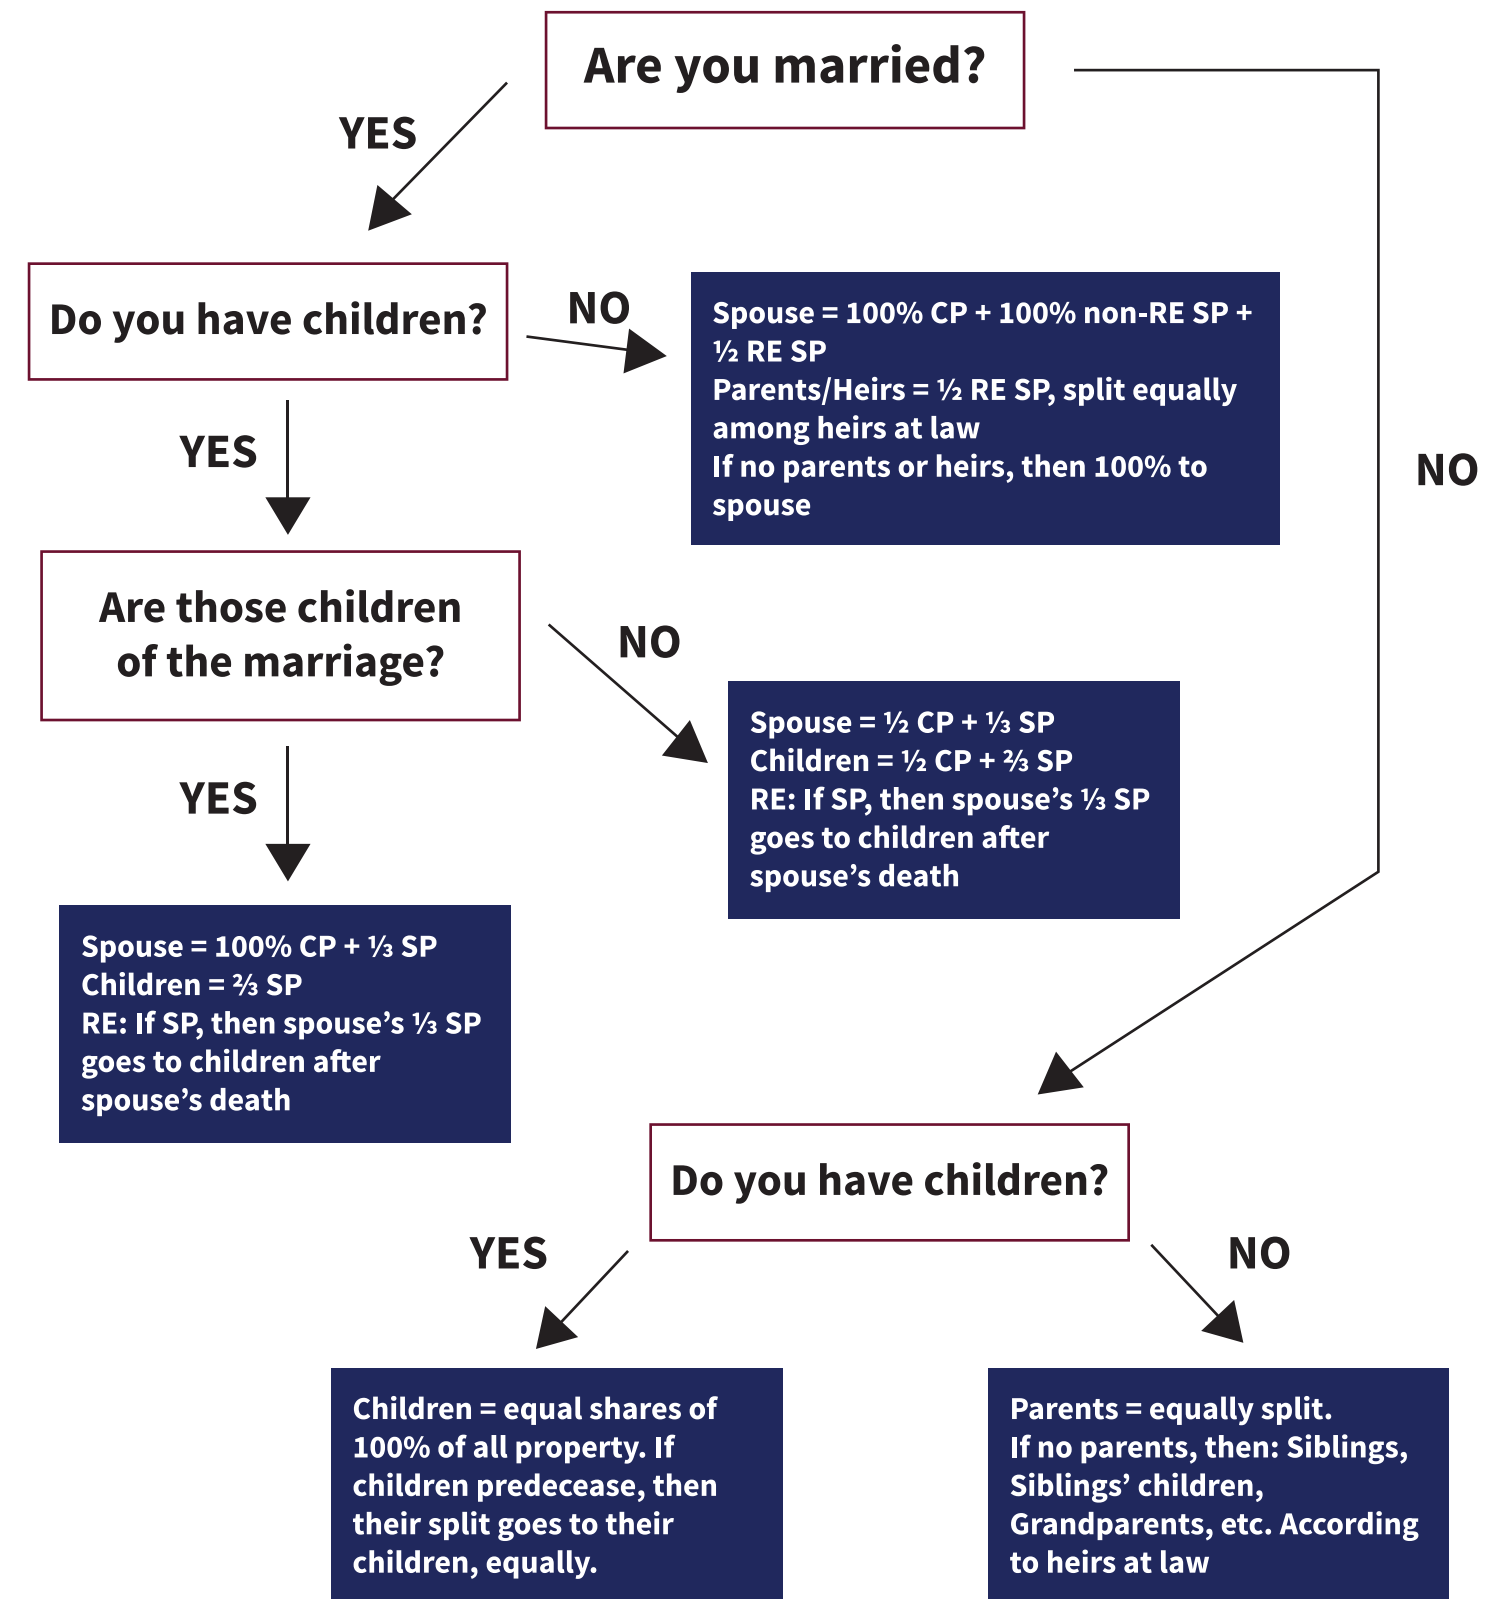 Are you married?
YES
NO
Do you have children?
NO
Spouse = 100% CP + 100% non-RE SP +
½ RE SP
Parents/Heirs = ½ RE SP, split equally
among heirs at law
If no parents or heirs, then 100% to
spouse
YES
Are those children
of the marriage?
NO
Spouse = ½ CP + ⅓ SP
Children = ½ CP + ⅔ SP
RE: If SP, then spouse’s ⅓ SP
goes to children after
spouse’s death
YES
Spouse = 100% CP + ⅓ SP
Children = ⅔ SP
RE: If SP, then spouse’s ⅓ SP
goes to children after
spouse’s death
Do you have children?
YES
NO
Children = equal shares of
100% of all property. If
children predecease, then
their split goes to their
children, equally.
Parents = equally split.
If no parents, then: Siblings,
Siblings’ children,
Grandparents, etc. According
to heirs at law